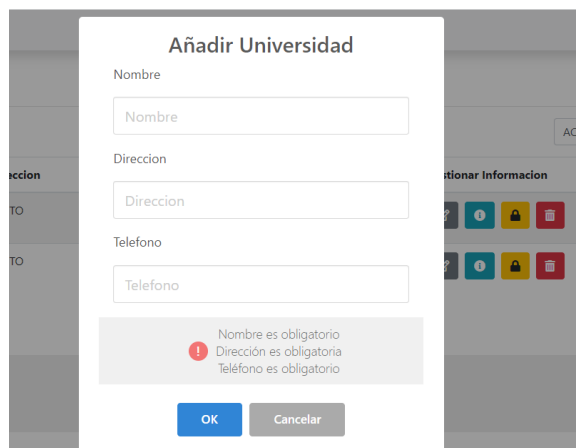 Añadir Universidad
Nombre
Nombre
AC
Direccion
eccion
stionar Informacion
Direccion
TO
Telefono
TO
Telefono
Nombre es obligatorio
Dirección es obligatoria
Teléfono es obligatorio
OK
Cancelar